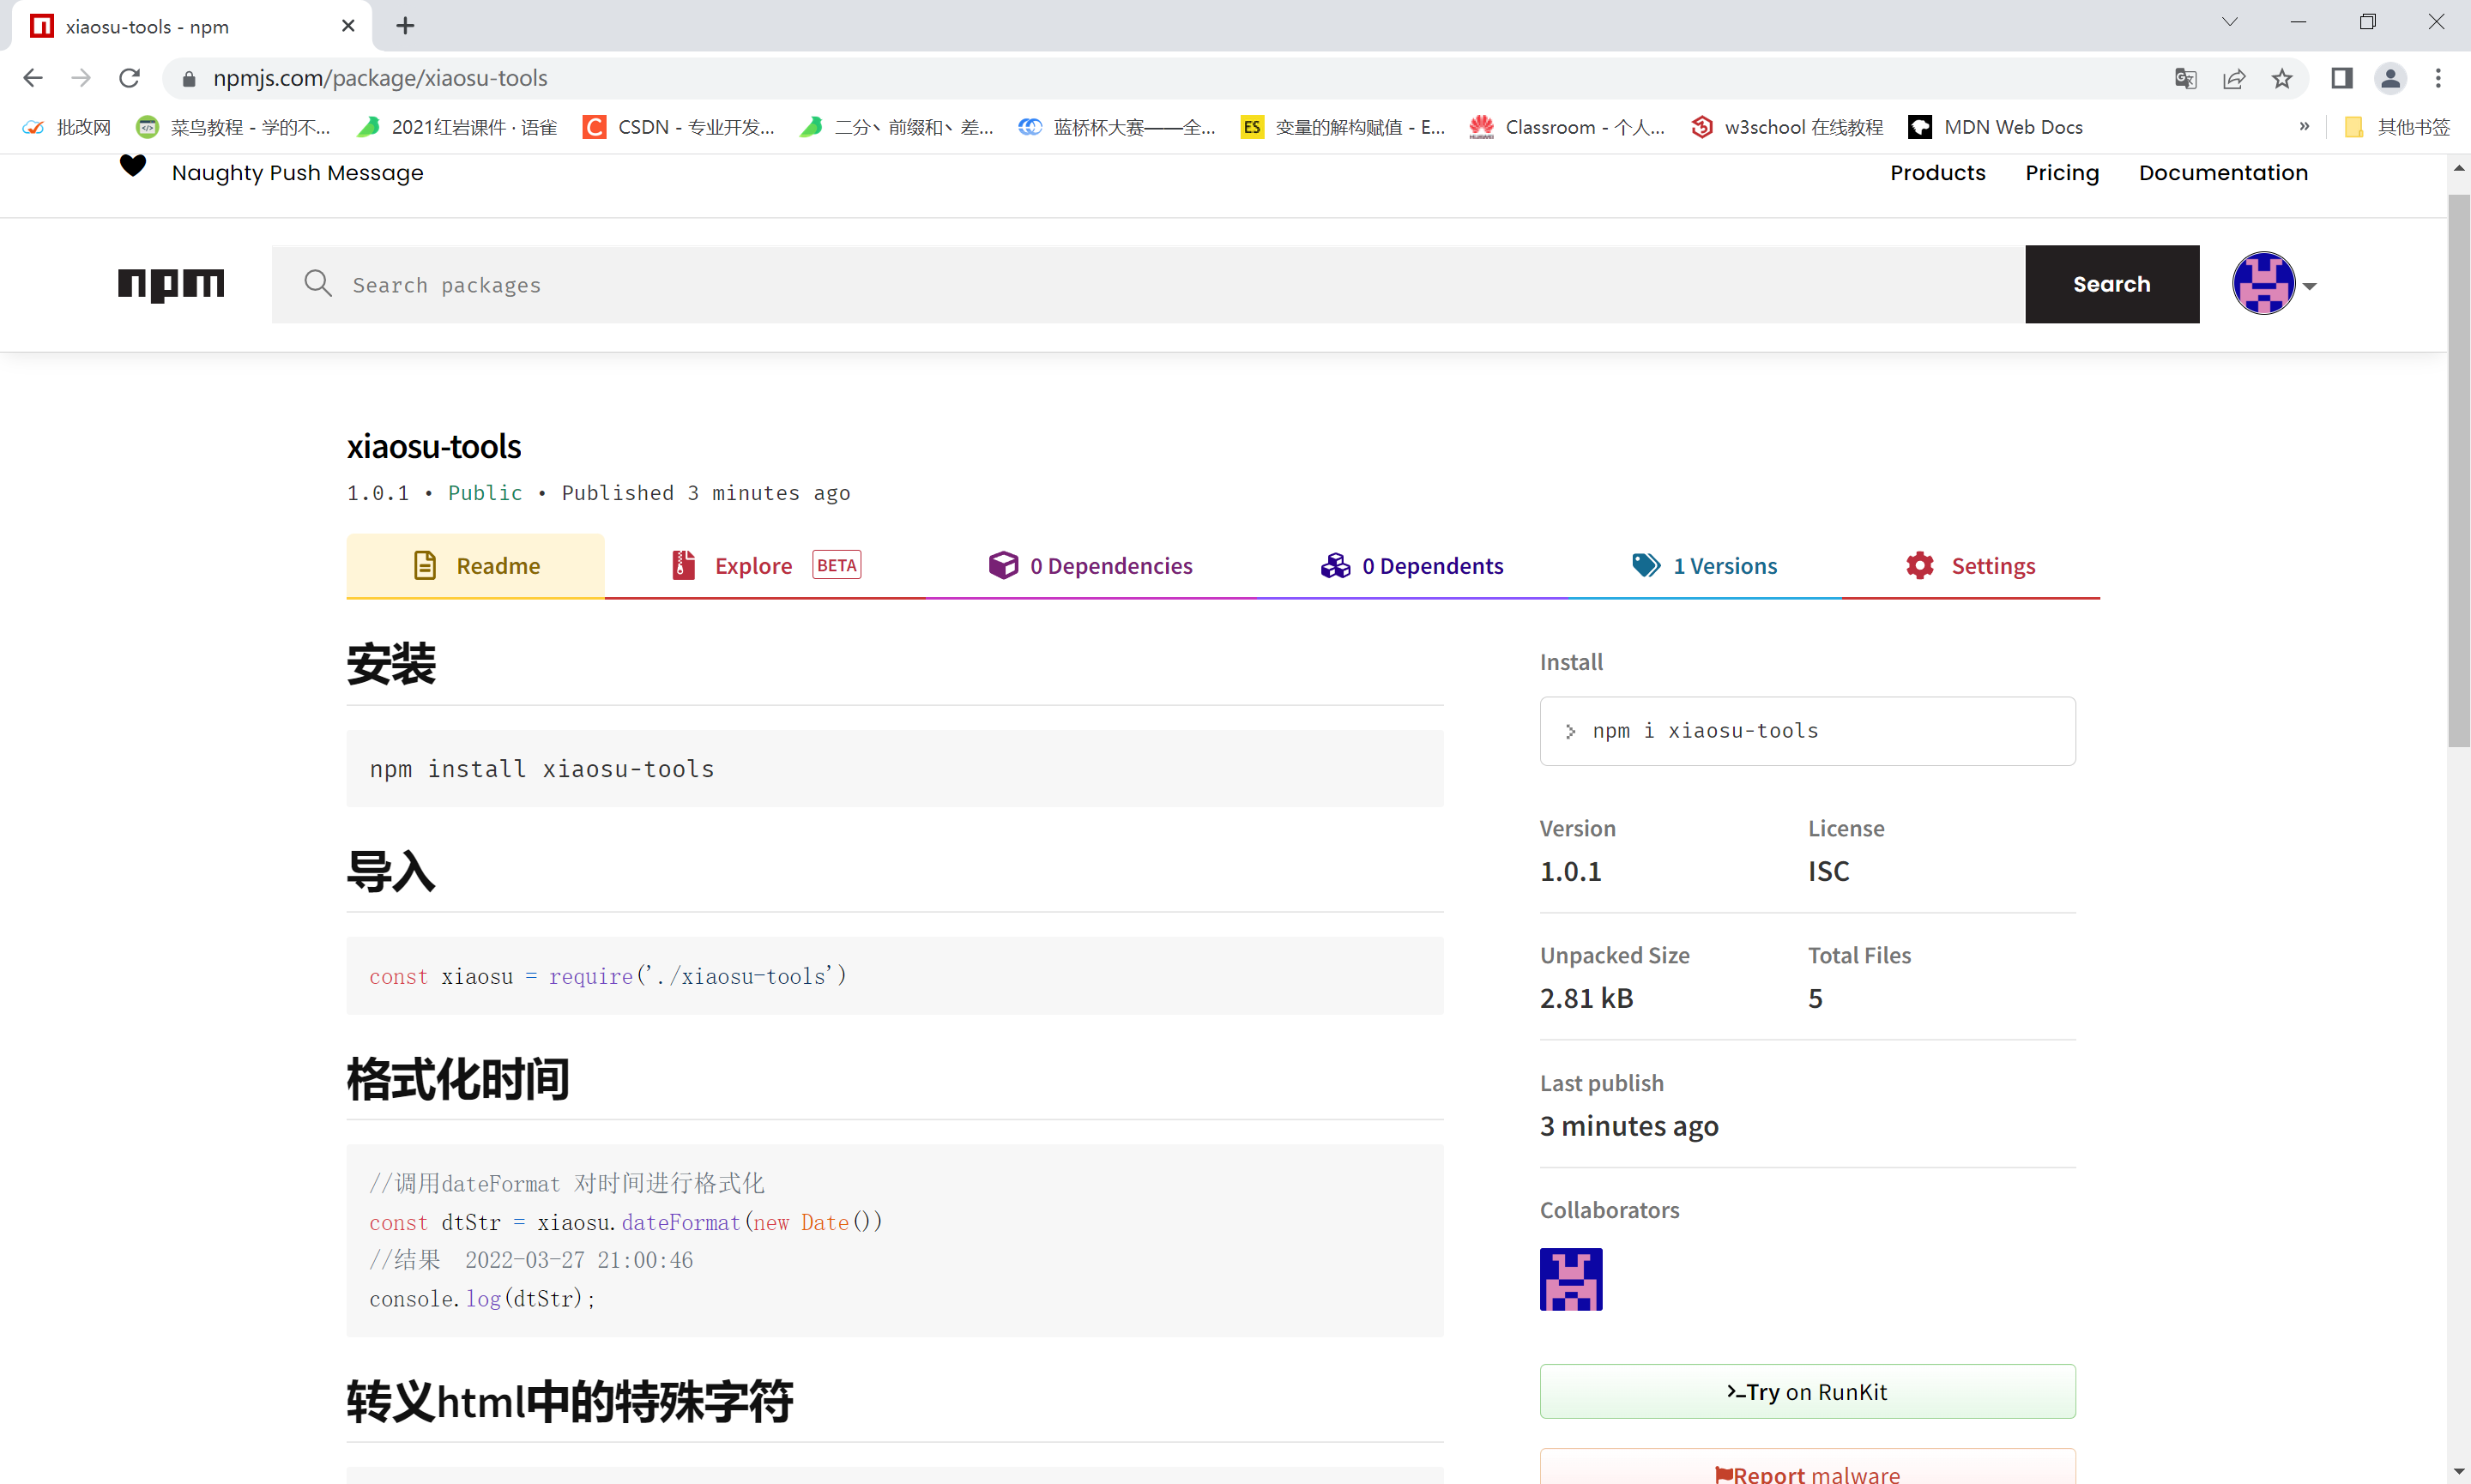 xiaosu-tools - npm
npmjs.com/package/xiaosu-tools
批改网
菜鸟教程 - 学的不...
2021红岩课件 · 语雀
CSDN - 专业开发...
二分、前缀和、差...
蓝桥杯大赛——全...
ES
变量的解构赋值 - E...
Classroom - 个人...
w3school 在线教程
MDN Web Docs
»
其他书签
Naughty Push Message
Products
Pricing
Documentation
npm
Search packages
Search
xiaosu-tools
1.0.1 • Public • Published 3 minutes ago
Readme
Explore BETA
0 Dependencies
0 Dependents
1 Versions
Settings
安装
npm install xiaosu-tools
导入
const xiaosu = require('./xiaosu-tools')
格式化时间
//调用dateFormat 对时间进行格式化
const dtStr = xiaosu.dateFormat(new Date())
//结果  2022-03-27 21:00:46
console.log(dtStr);
转义html中的特殊字符
Install
npm i xiaosu-tools
Version
License
1.0.1
ISC
Unpacked Size
Total Files
2.81 kB
5
Last publish
3 minutes ago
Collaborators
Try on RunKit
Report malware